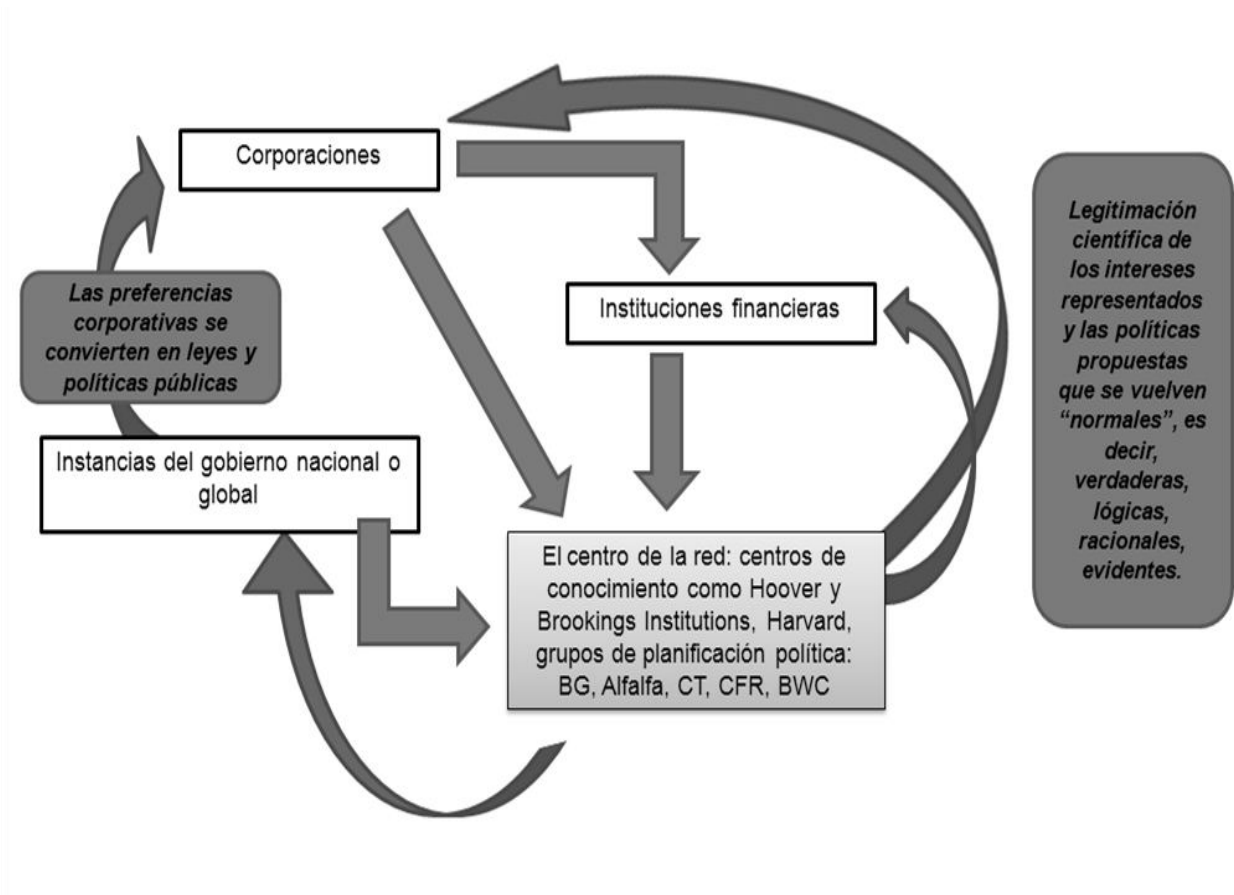 Corporaciones
Instituciones financieras
Las preferencias
corporativas se
convierten en leyes y
políticas públicas
Instancias del gobierno nacional o
global
El centro de la red: centros de
conocimiento como Hoover y
Brookings Institutions, Harvard,
grupos de planificación política:
BG, Alfalfa, CT, CFR, BWC
Legitimación
científica de
los intereses
representados
y las políticas
propuestas
que se vuelven
“normales”, es
decir,
verdaderas,
lógicas,
racionales,
evidentes.